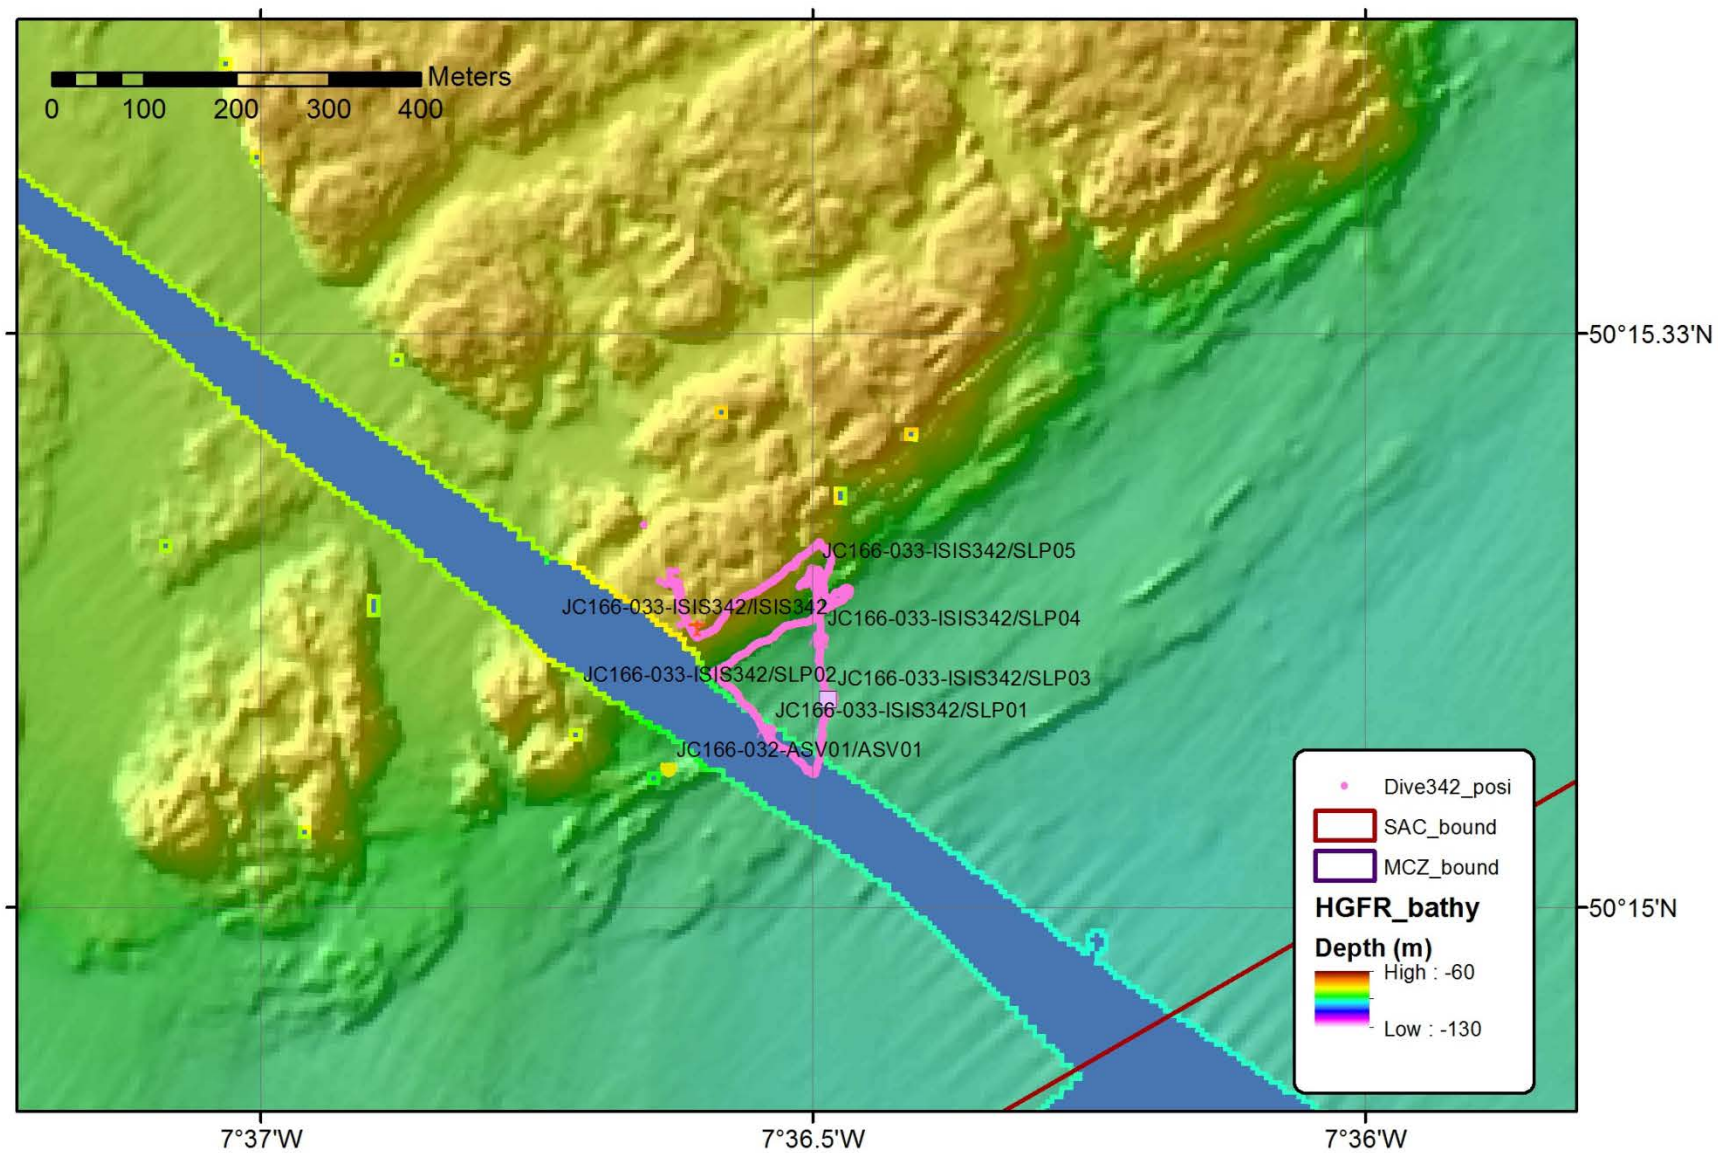 Meters
0 100 200 300 400
50°15.33'N
JC166-033-ISIS342/SLP05
JC166-033-ISIS342/ISIS342
JC166-033-ISIS342/SLP04
JC166-033-ISIS342/SLP02
JC166-033-ISIS342/SLP03
JC166-033-ISIS342/SLP01
JC166-032-ASV01/ASV01
Dive342_posi
SAC_bound
MCZ_bound
HGFR_bathy
Depth (m)
High : -60
Low : -130
50°15'N
7°37'W 7°36.5'W 7°36'W